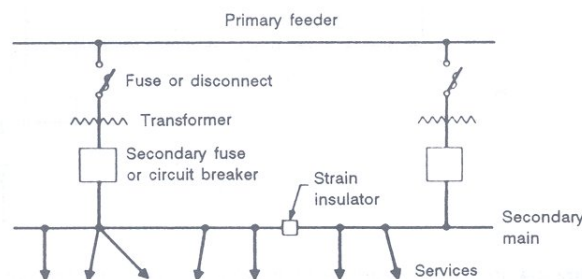 Primary feeder
Fuse or disconnect
Transformer
Secondary fuse
or circuit breaker
Strain
insulator
Secondary
main
Services